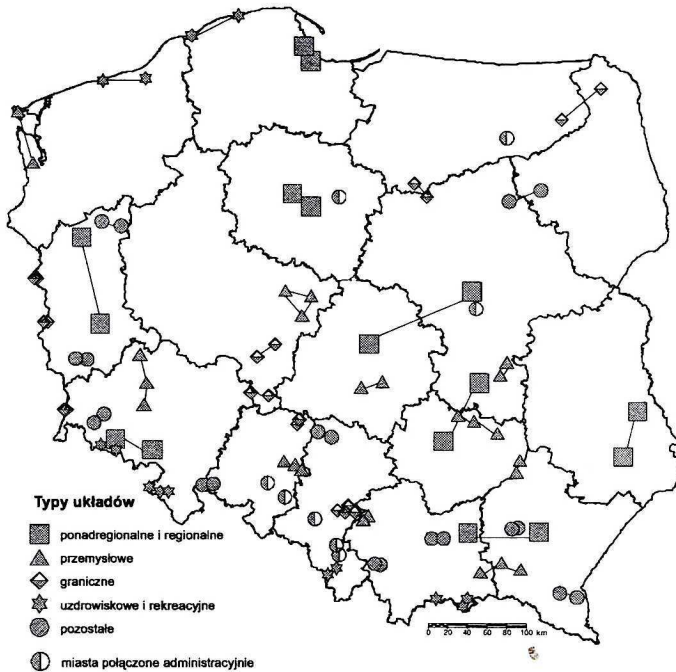 Typy układów
ponadregionalne i regionalne
przemysłowe
graniczne
uzdrowiskowe i rekreacyjne
pozostałe
miasta połączone administracyjnie
0 20 40 60 80 100
km